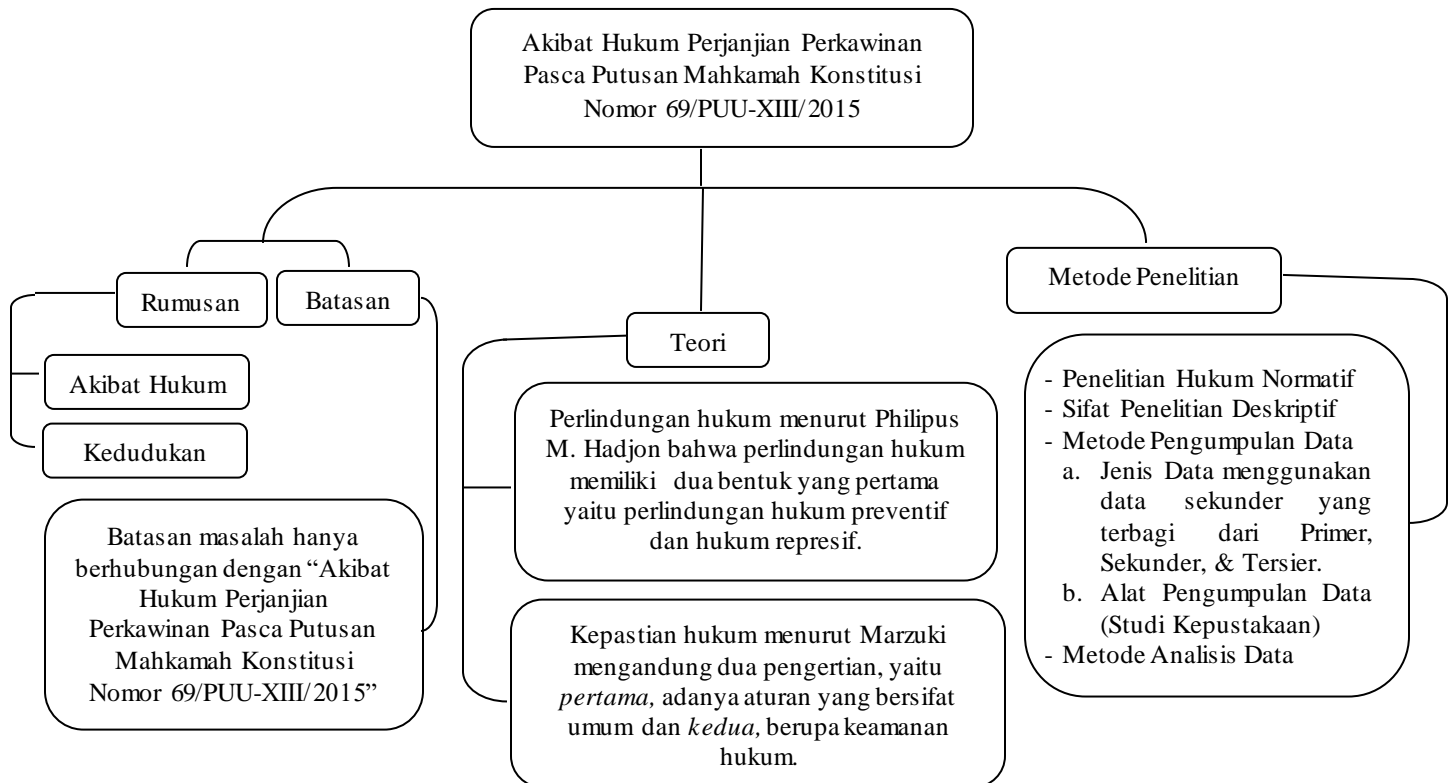 Akibat Hukum Perjanjian Perkawinan
Pasca Putusan Mahkamah Konstitusi
Nomor 69/PUU-XIII/2015
Rumusan
Batasan
Akibat Hukum
Kedudukan
Batasan masalah hanya
berhubungan dengan “Akibat
Hukum Perjanjian
Perkawinan Pasca Putusan
Mahkamah Konstitusi
Nomor 69/PUU-XIII/2015”
Teori
Perlindungan hukum menurut Philipus
M. Hadjon bahwa perlindungan hukum
memiliki dua bentuk yang pertama
yaitu perlindungan hukum preventif
dan hukum represif.
Kepastian hukum menurut Marzuki
mengandung dua pengertian, yaitu
pertama, adanya aturan yang bersifat
umum dan kedua, berupa keamanan
hukum.
Metode Penelitian
- Penelitian Hukum Normatif
- Sifat Penelitian Deskriptif
- Metode Pengumpulan Data
a. Jenis Data menggunakan
data sekunder yang
terbagi dari Primer,
Sekunder, & Tersier.
b. Alat Pengumpulan Data
(Studi Kepustakaan)
- Metode Analisis Data